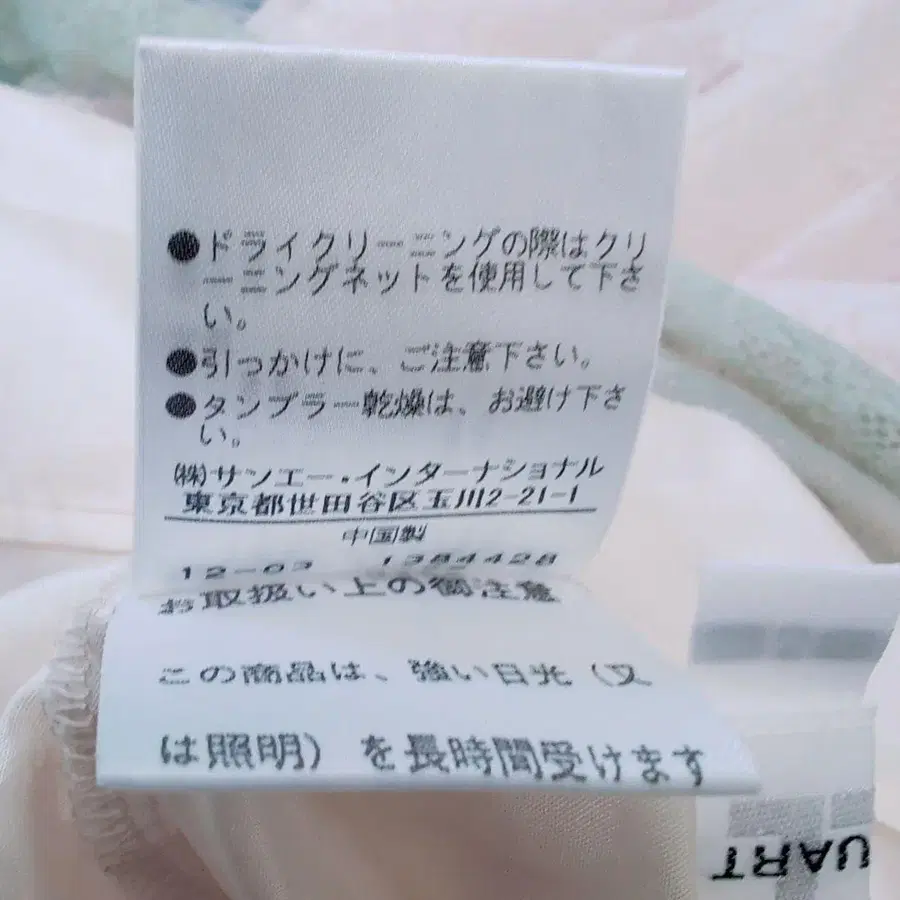 ●ドライクリーニングの際はクリ
ーニングネットを使用して下さ
い。
●引っかけに、ご注意下さい。
●タンブラー乾燥は、お避け下さ
い。
(株)サンエー・インターナショナル
東京都世田谷区玉川2-21-1
中国製
12-03 1384428
お取扱い上の御注意
この商品は、強い日光（又
は照明）を長時間受けます
UART